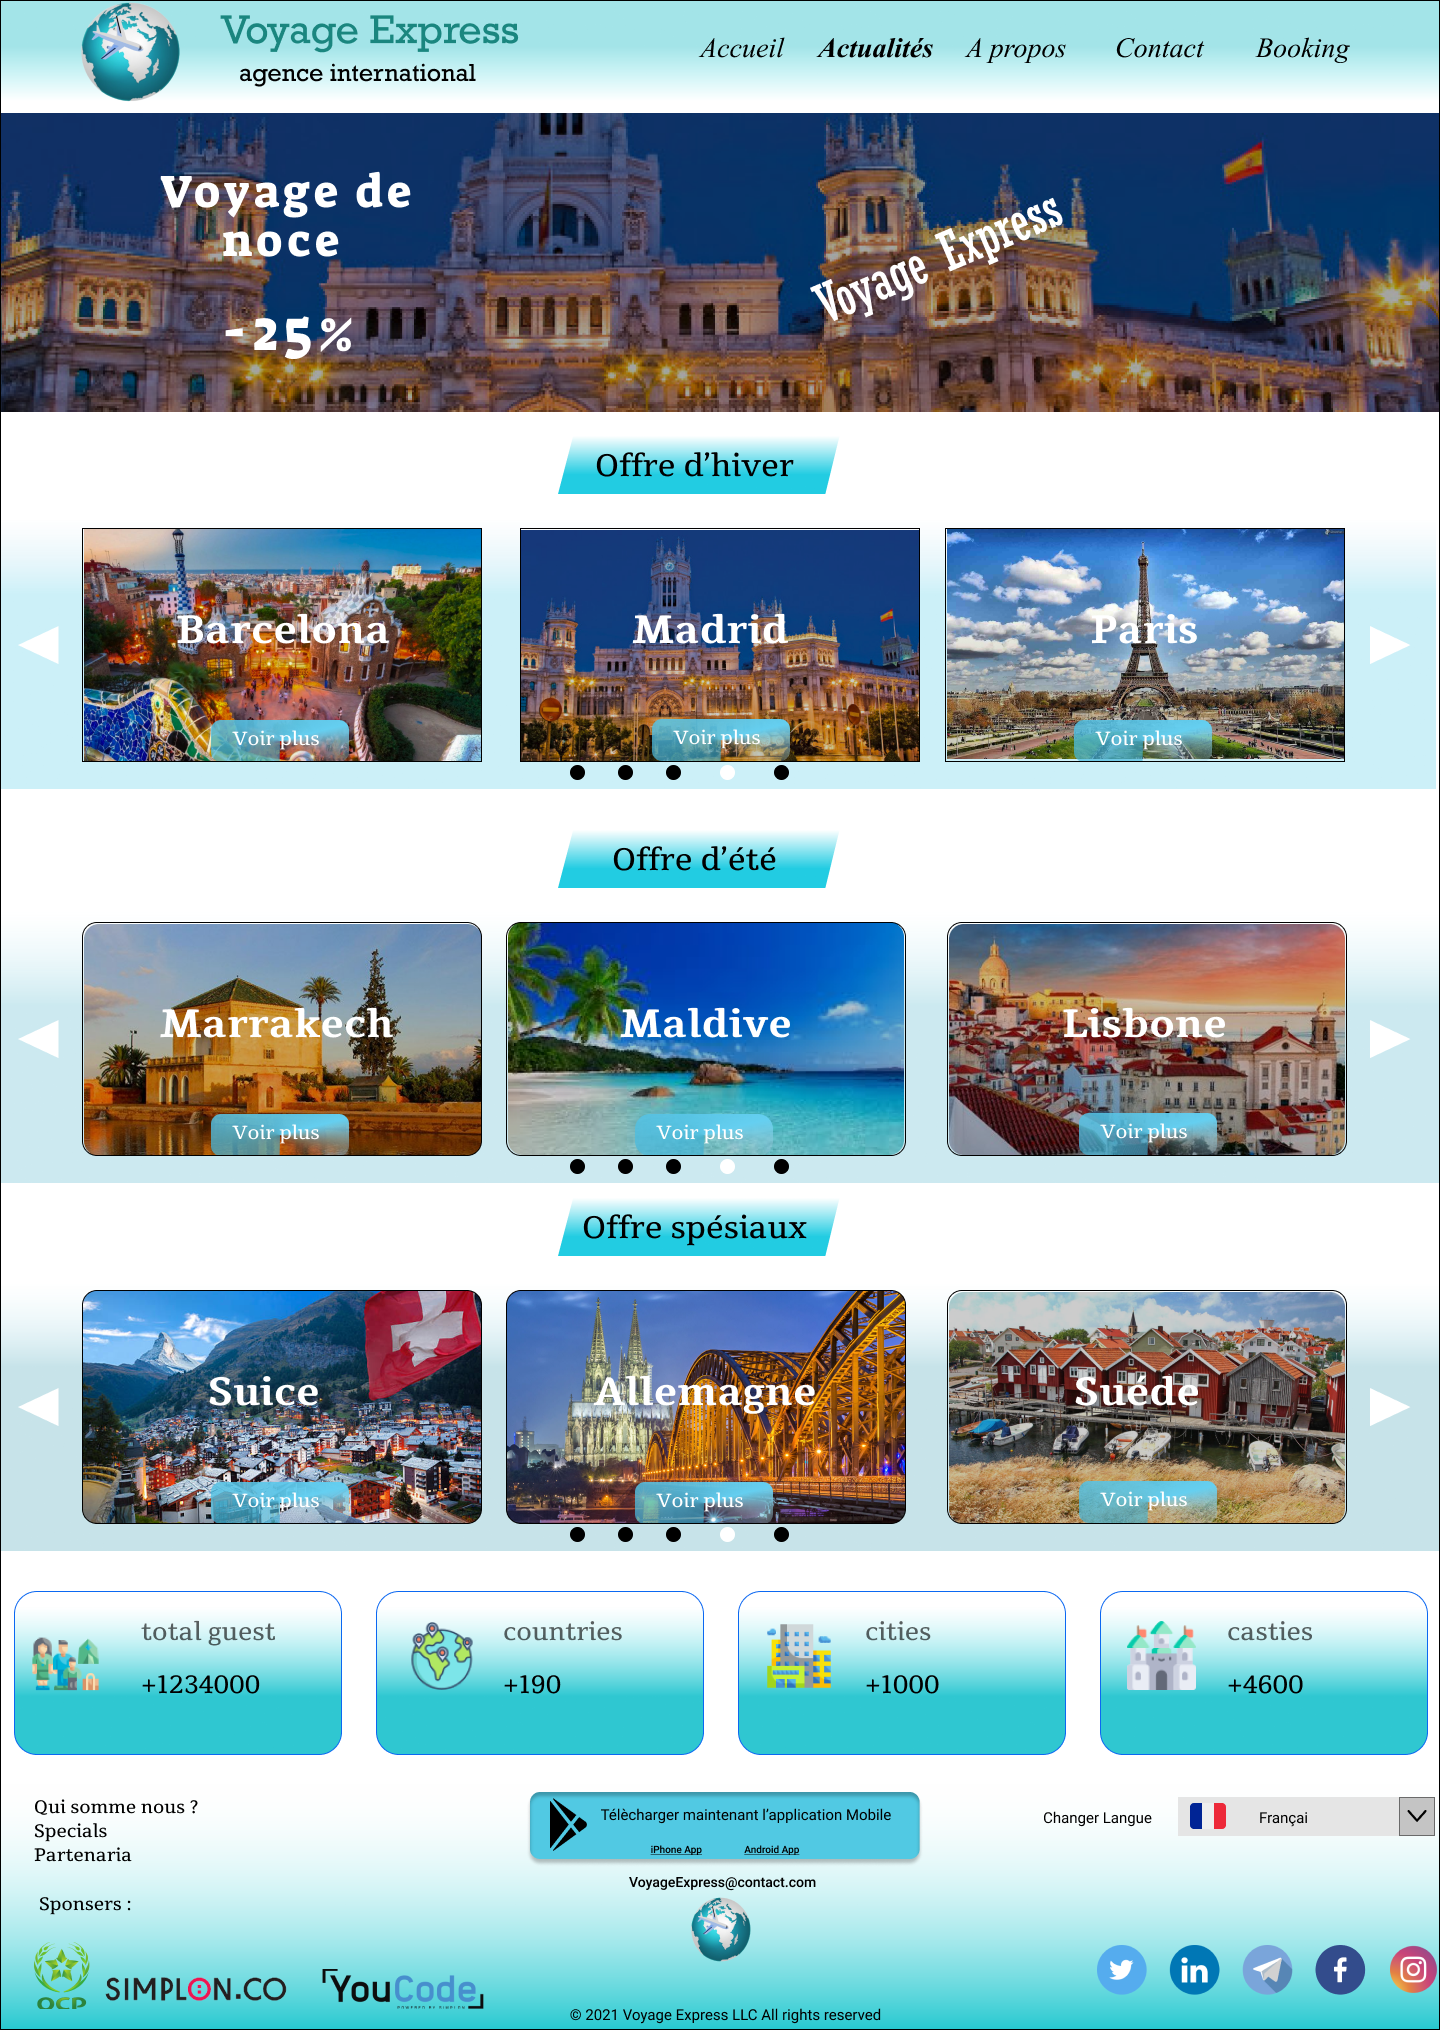 Voyage Express
agence international
Accueil Actualités A propos Contact Booking
Voyage de
noce
-25%
Voyage Express
Offre d’hiver
Barcelona
Voir plus
Madrid
Voir plus
Paris
Voir plus
Offre d’été
Marrakech
Voir plus
Maldive
Voir plus
Lisbone
Voir plus
Offre spésiaux
Suice
Voir plus
Allemagne
Voir plus
Suéde
Voir plus
total guest
+1234000
countries
+190
cities
+1000
casties
+4600
Qui somme nous ?
Specials
Partenaria
Sponsers :
OCP
SIMPLON.CO
YouCode
POWERED BY SIMPLON
Télècharger maintenant l’application Mobile
iPhone App Android App
VoyageExpress@contact.com
Changer Langue
Françai
© 2021 Voyage Express LLC All rights reserved